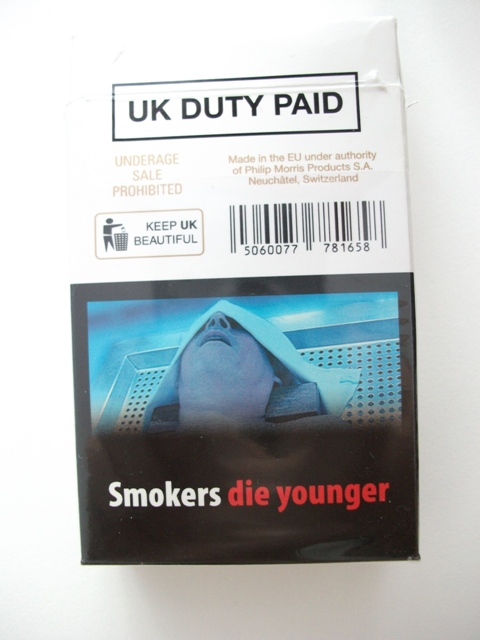 UK DUTY PAID
UNDERAGE
SALE
PROHIBITED
Made in the EU under authority
of Philip Morris Products S.A.
Neuchâtel, Switzerland
KEEP UK
BEAUTIFUL
5060077 781658
Smokers die younger